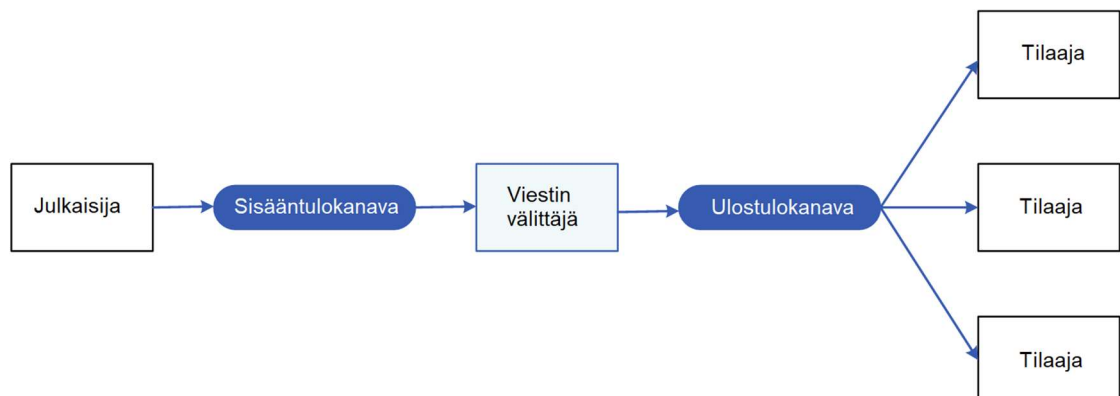 Tilaaja
Julkaisija
Sisääntulokanava
Viestin
välittäjä
Ulostulokanava
Tilaaja
Tilaaja